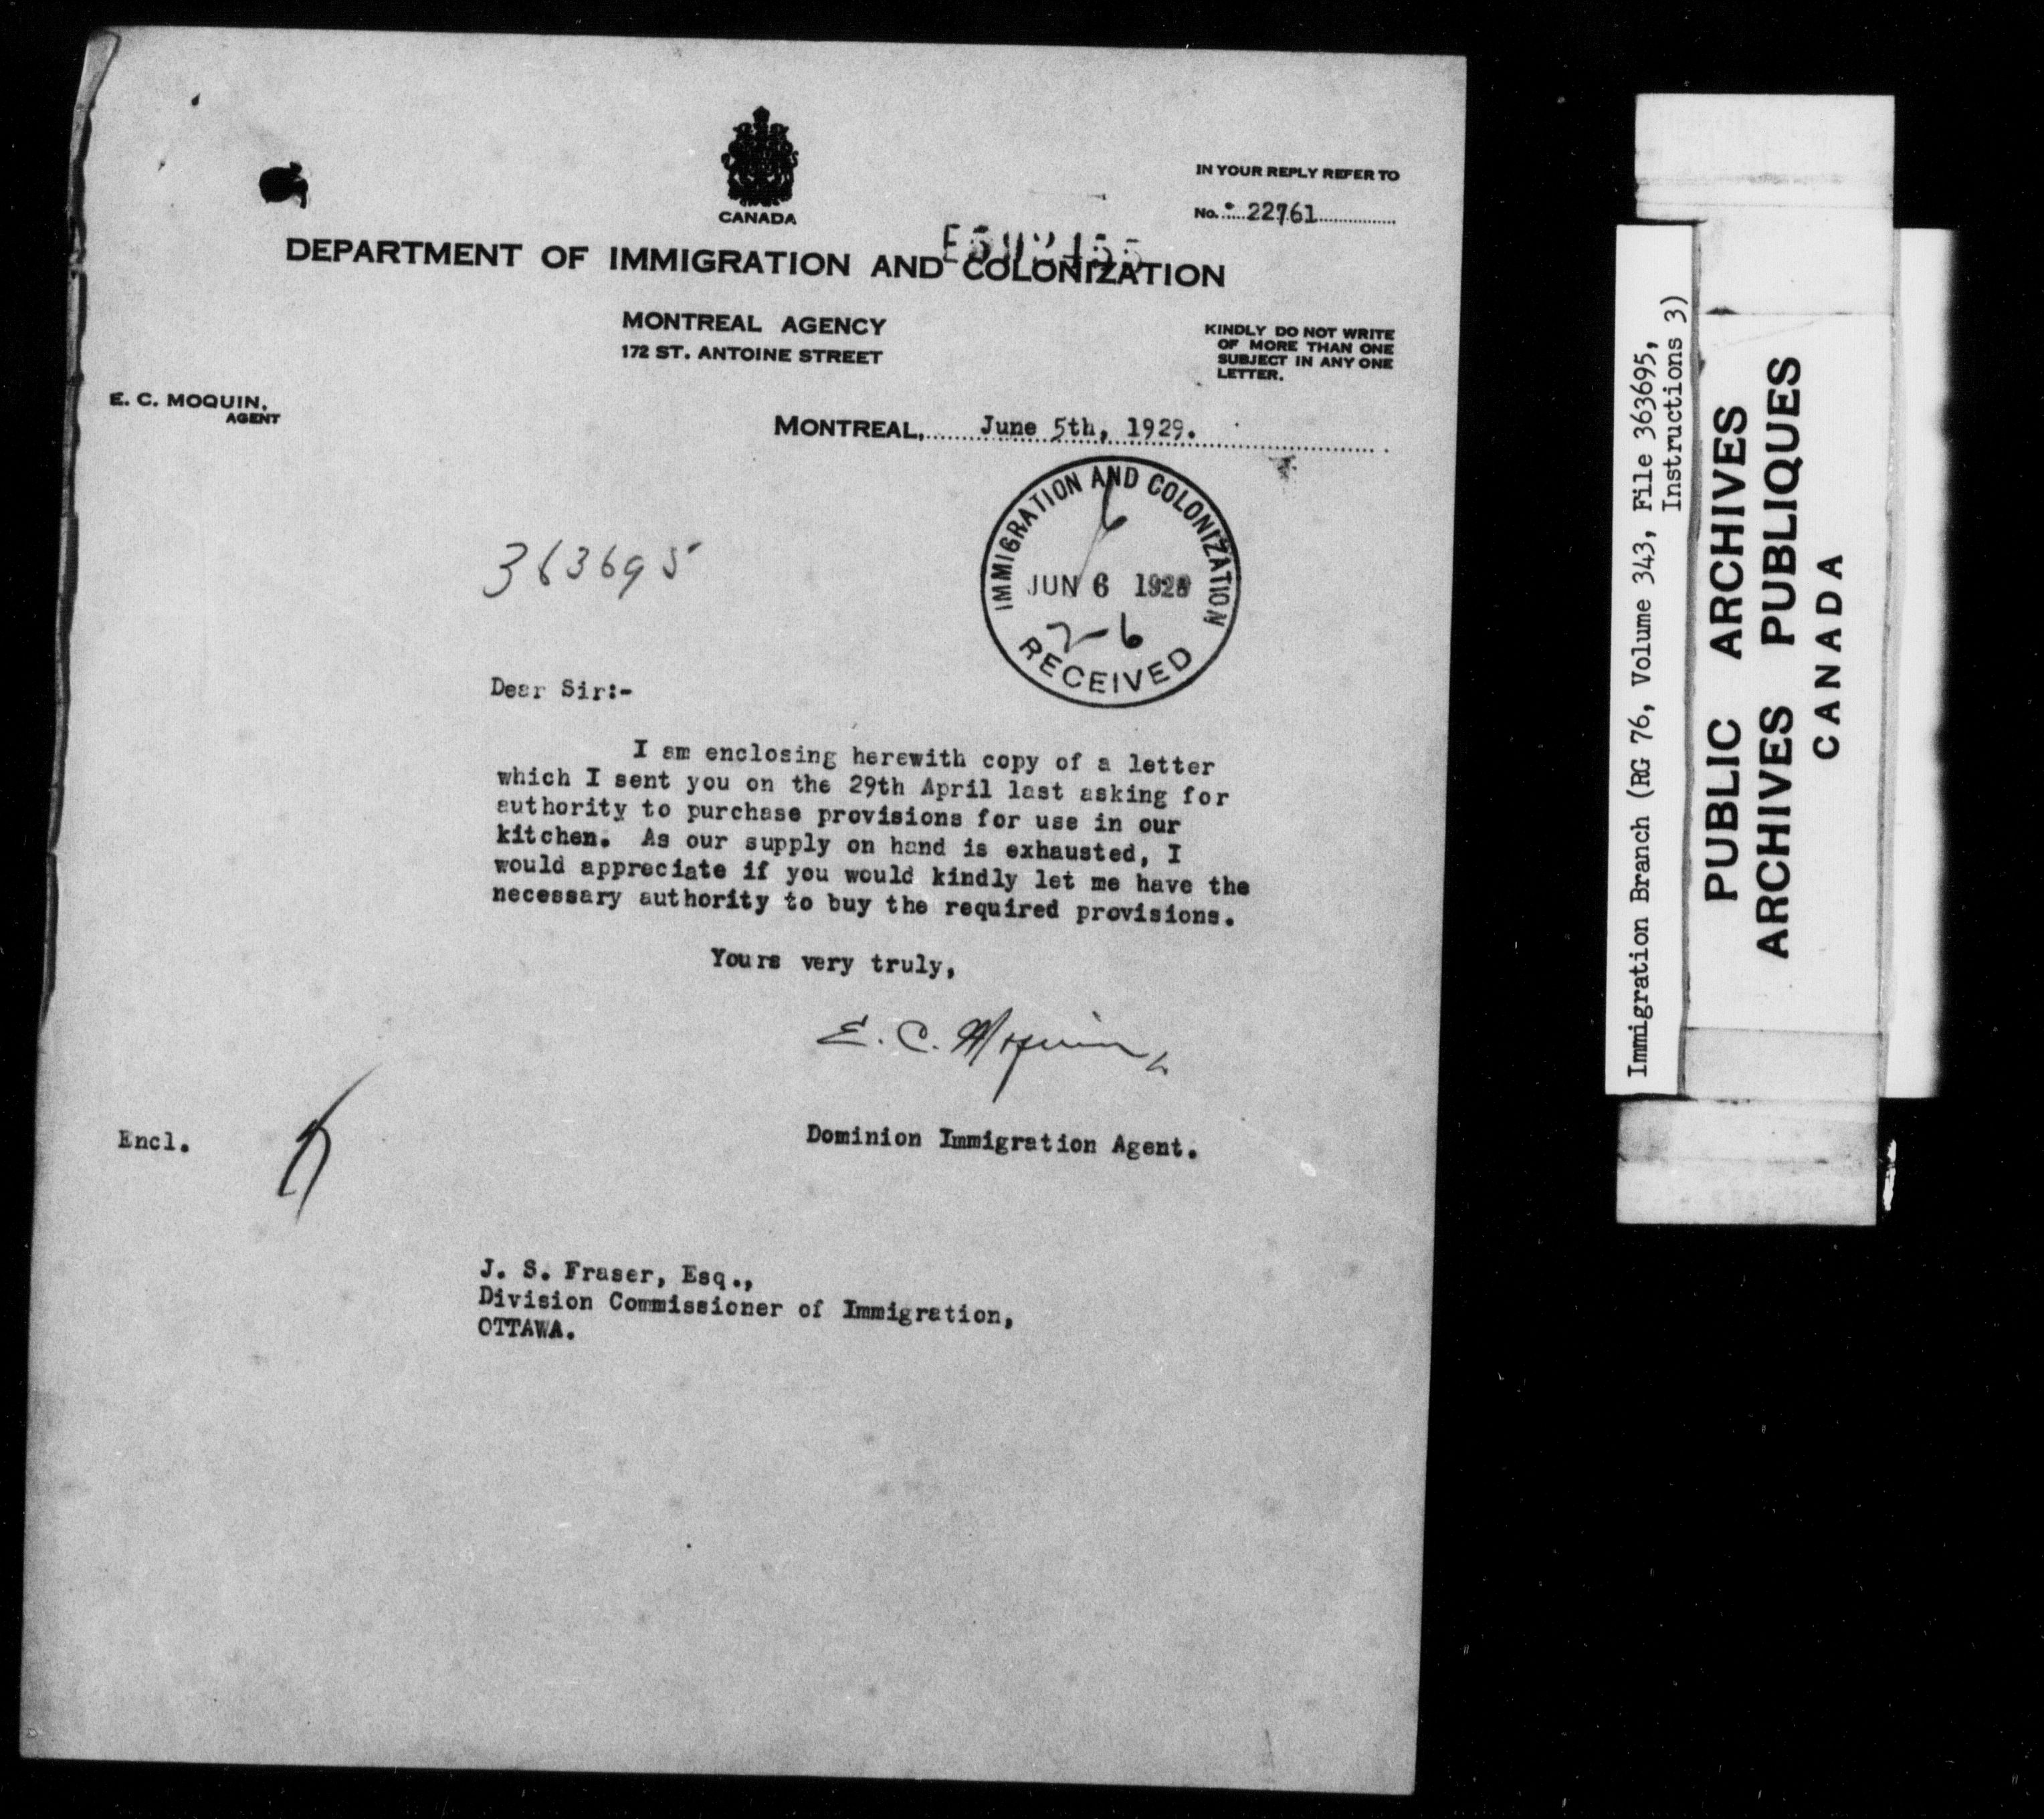 CANADA
IN YOUR REPLY REFER TO
No. 22761
DEPARTMENT OF IMMIGRATION AND COLONIZATION
MONTREAL AGENCY
172 ST. ANTOINE STREET
KINDLY DO NOT WRITE
OF MORE THAN ONE
SUBJECT IN ANY ONE
LETTER.
E. C. MOQUIN,
AGENT
MONTREAL, June 5th, 1929.
363695
IMMIGRATION AND COLONIZATION
6
JUN 6
2-6
RECEIVED
Dear Sir:-
I am enclosing herewith copy of a letter
which I sent you on the 29th April last asking for
authority to purchase provisions for use in our
kitchen. As our supply on hand is exhausted, I
would appreciate if you would kindly let me have the
necessary authority to buy the required provisions.
Yours very truly,
E. C. Moquin
Dominion Immigration Agent.
Encl.
J. S. Fraser, Esq.,
Division Commissioner of Immigration,
OTTAWA.
Immigration Branch (RG 76, Volume 343, File 363695,
Instructions 3)
PUBLIC ARCHIVES
ARCHIVES PUBLIQUES
CANADA